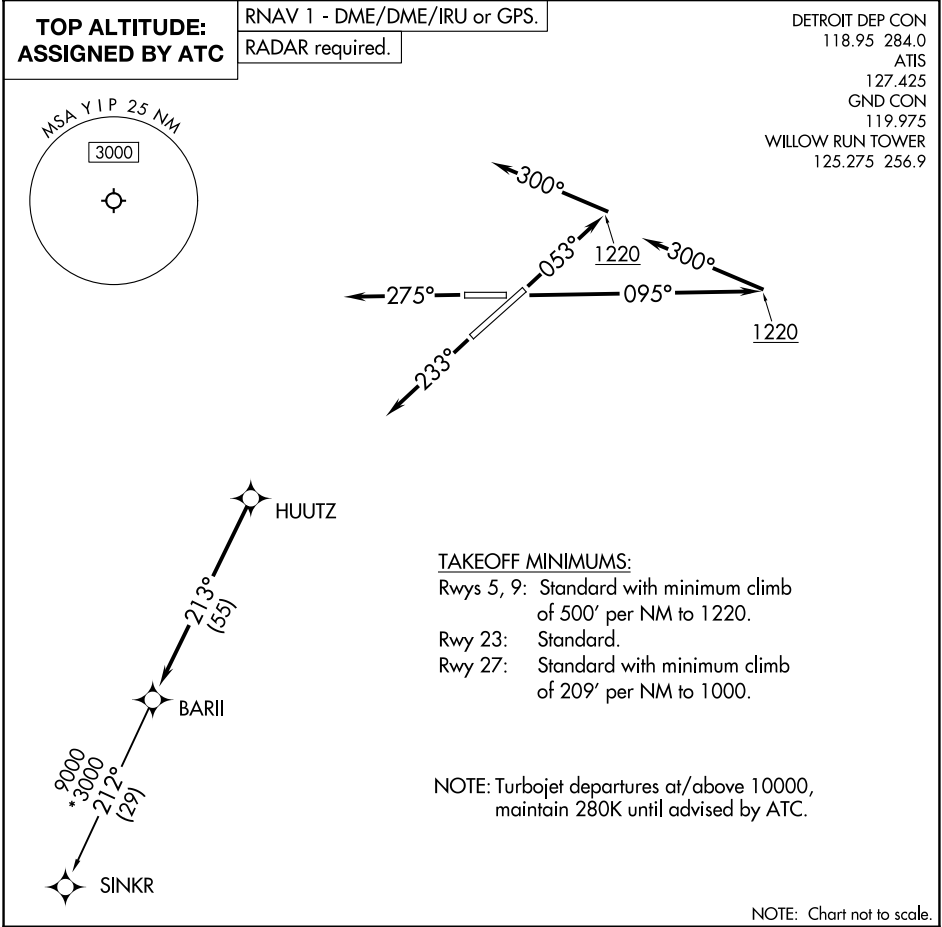 TOP ALTITUDE:
ASSIGNED BY ATC
RNAV 1 - DME/DME/IRU or GPS.
RADAR required.
DETROIT DEP CON
118.95 284.0
ATIS
127.425
GND CON
119.975
WILLOW RUN TOWER
125.275 256.9
MSA YIP 25 NM
3000
300°
053°
1220
300°
275°
095°
1220
233°
HUUTZ
213°
(55)
BARII
9000
*3000
212°
(29)
SINKR
TAKEOFF MINIMUMS:
Rwys 5, 9: Standard with minimum climb
of 500' per NM to 1220.
Rwy 23: Standard.
Rwy 27: Standard with minimum climb
of 209' per NM to 1000.
NOTE: Turbojet departures at/above 10000,
maintain 280K until advised by ATC.
NOTE: Chart not to scale.